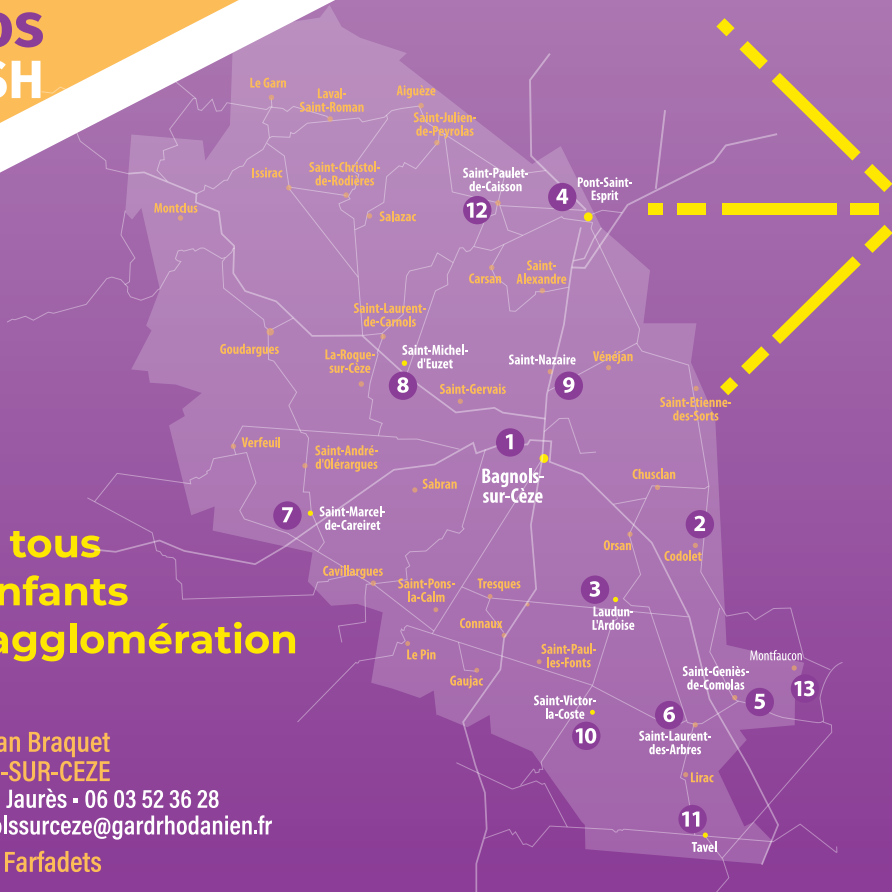 OS
SH
Le Garn
Laval-
Saint-Roman
Aiguèze
Saint-Julien-
de-Peyrolas
Issirac
Saint-Christol-
de-Rodières
Saint-Paulet-
de-Caisson
12
4
Pont-Saint-
Esprit
Montclus
Salazac
Carsan
Saint-
Alexandre
Saint-Laurent-
de-Carnols
Goudargues
La-Roque-
sur-Cèze
Saint-Michel-
d'Euzet
8
Saint-Gervais
Saint-Nazaire
9
Vénéjan
Saint-Etienne-
des-Sorts
1
Bagnols-
sur-Cèze
Verfeuil
Saint-André-
d'Olérargues
Sabran
Chusclan
7
Saint-Marcel-
de-Careiret
2
Codolet
Orsan
Cavillargues
Saint-Pons-
la-Calm
Tresques
3
Laudun-
L'Ardoise
Connaux
Le Pin
Gaujac
Saint-Paul-
les-Fonts
Montfaucon
13
Saint-Geniès-
de-Comolas
5
Saint-Victor-
la-Coste
10
6
Saint-Laurent-
des-Arbres
Lirac
11
Tavel
tous
nfants
agglomération
an Braquet
-SUR-CEZE
Jaurès - 06 03 52 36 28
olssurceze@gardrhodanien.fr
Farfadets